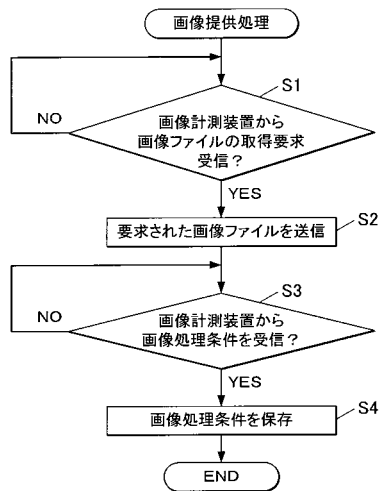 画像提供処理
S1
画像計測装置から
画像ファイルの取得要求
受信?
NO
YES
S2
要求された画像ファイルを送信
S3
画像計測装置から
画像処理条件を受信?
NO
YES
S4
画像処理条件を保存
END